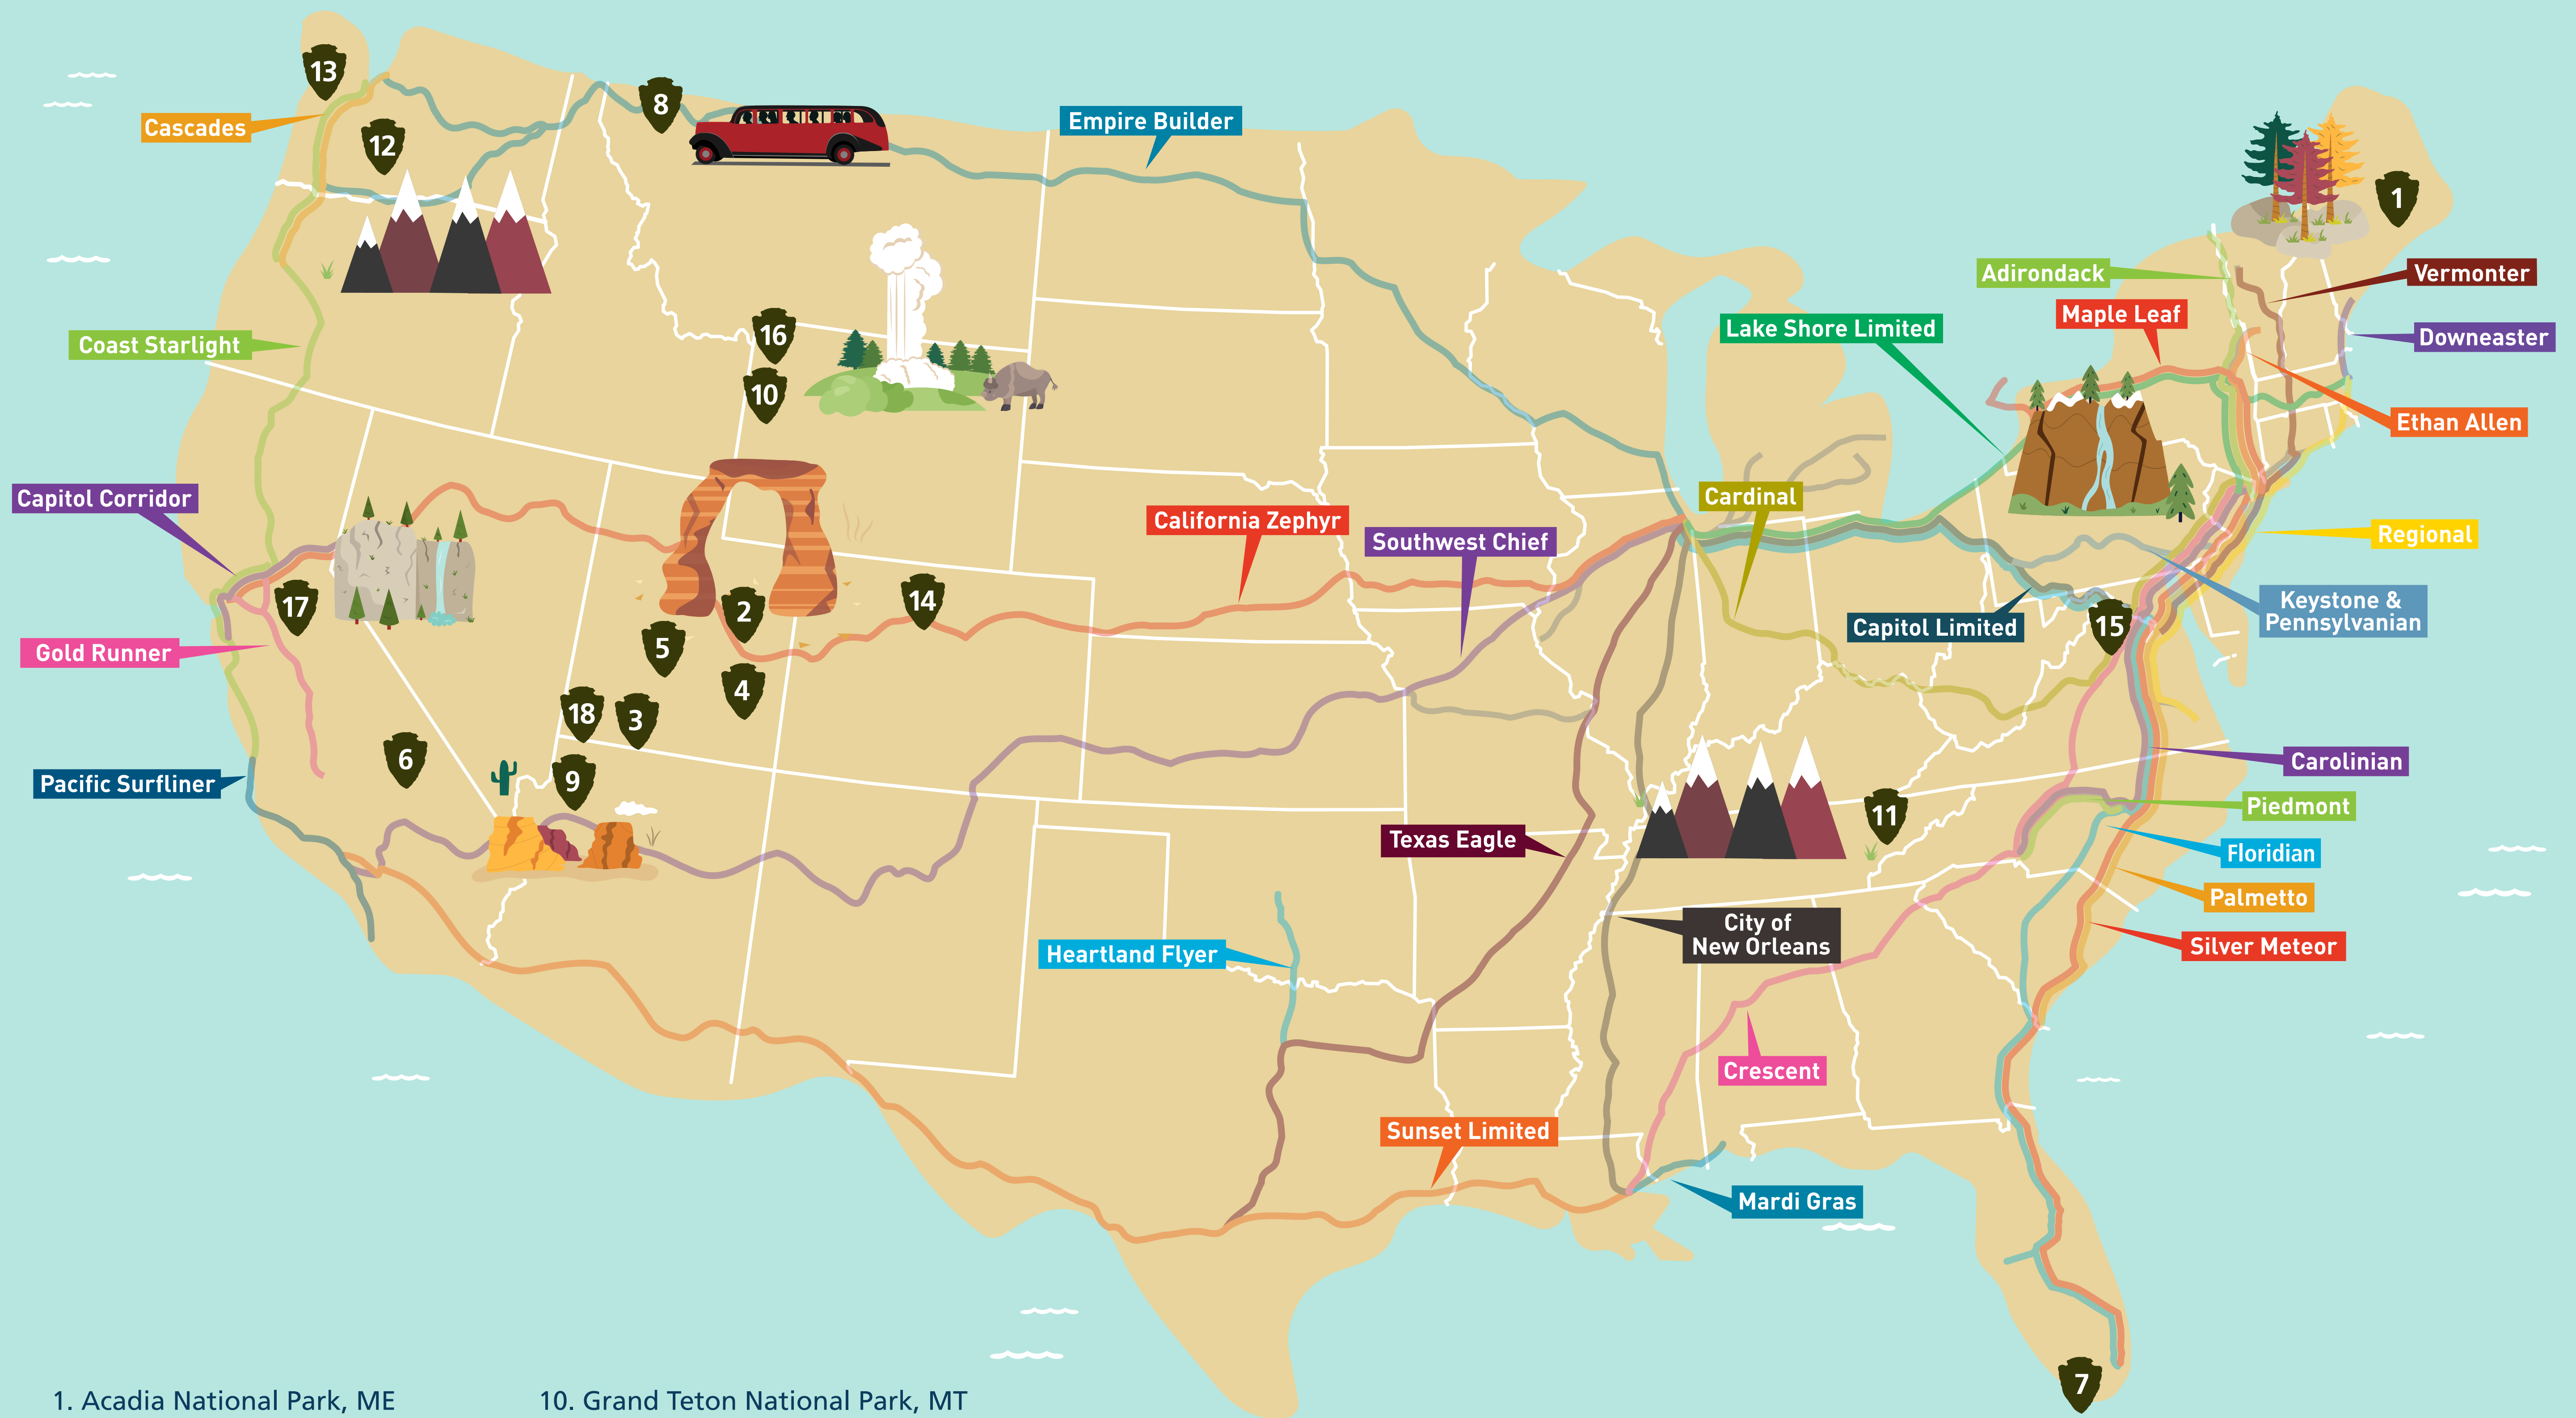 13
8
Cascades
Empire Builder
12
1
Adirondack
Vermonter
Maple Leaf
Lake Shore Limited
Downeaster
Coast Starlight
16
10
Ethan Allen
Capitol Corridor
Cardinal
California Zephyr
Regional
Southwest Chief
17
2
14
Keystone &
Pennsylvanian
Capitol Limited
15
Gold Runner
5
4
18
3
6
9
Carolinian
Pacific Surfliner
Piedmont
11
Texas Eagle
Floridian
Palmetto
City of
New Orleans
Silver Meteor
Heartland Flyer
Crescent
Sunset Limited
Mardi Gras
7
1. Acadia National Park, ME
10. Grand Teton National Park, MT